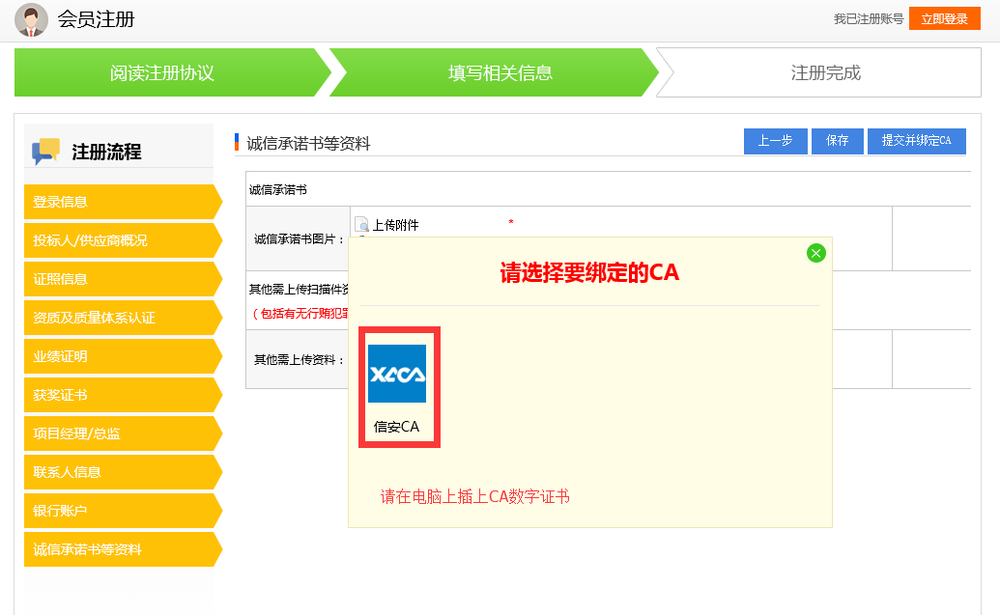 会员注册
我已注册账号 立即登录
阅读注册协议 填写相关信息 注册完成
注册流程
登录信息
投标人/供应商概况
证照信息
资质及质量体系认证
业绩证明
获奖证书
项目经理/总监
联系人信息
银行账户
诚信承诺书等资料
诚信承诺书等资料 上一步 保存 提交并绑定CA
诚信承诺书
诚信承诺书图片： 上传附件 *
其他需上传扫描件
（包括有无行贿犯
其他需上传资料：
请选择要绑定的CA
XACA
信安CA
请在电脑上插上CA数字证书